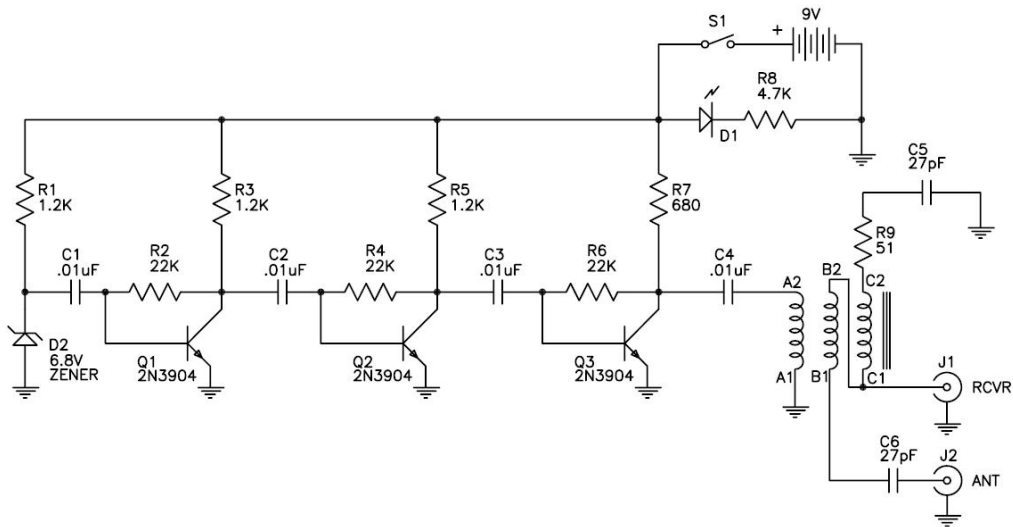 S1
+
9V
R8
4.7K
D1
C5
27pF
R1
1.2K
R3
1.2K
R5
1.2K
R7
680
R9
51
C1
.01uF
R2
22K
C2
.01uF
R4
22K
C3
.01uF
R6
22K
C4
.01uF
A2
B2
C2
D2
6.8V
ZENER
Q1
2N3904
Q2
2N3904
Q3
2N3904
A1
B1
C1
J1
RCVR
C6
27pF
J2
ANT